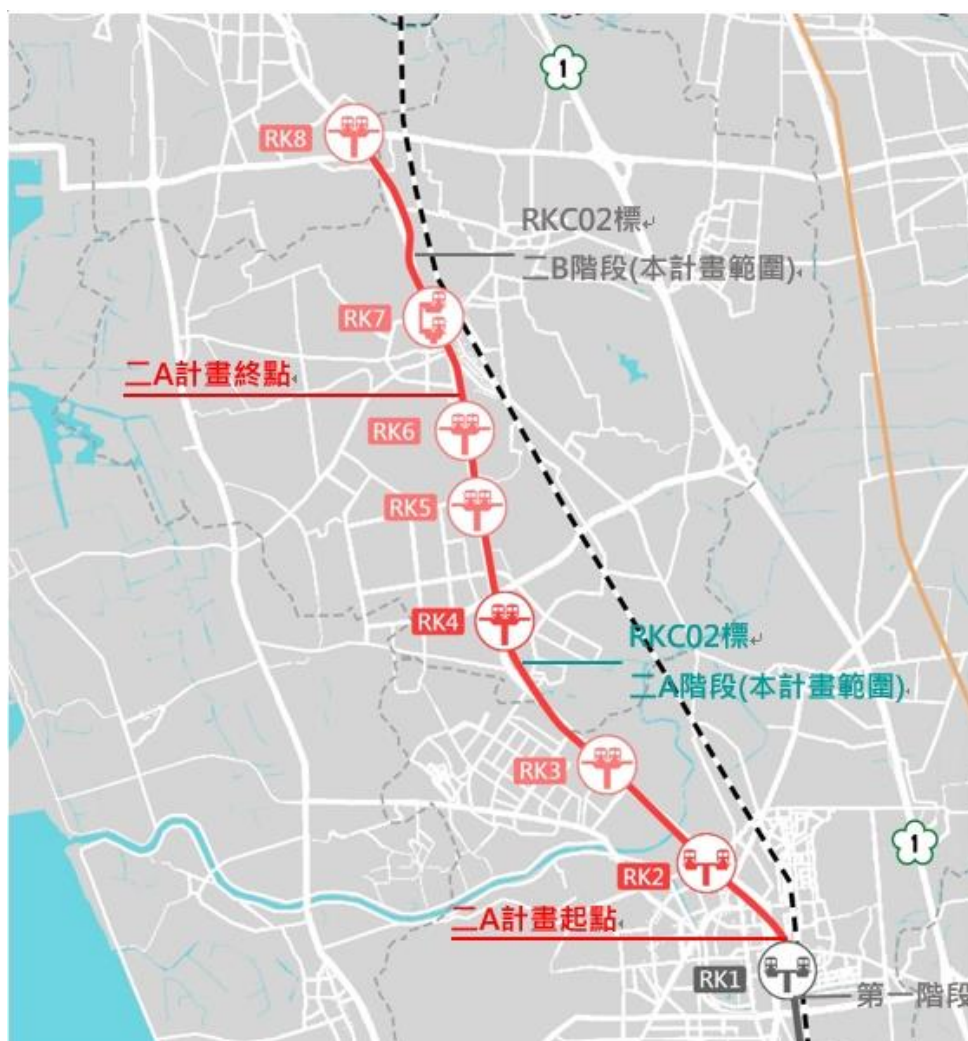 1
RK8
RKC02標
二B階段(本計畫範圍)
RK7
二A計畫終點
RK6
RK5
RK4
RKC02標
二A階段(本計畫範圍)
RK3
1
RK2
二A計畫起點
RK1
第一階段